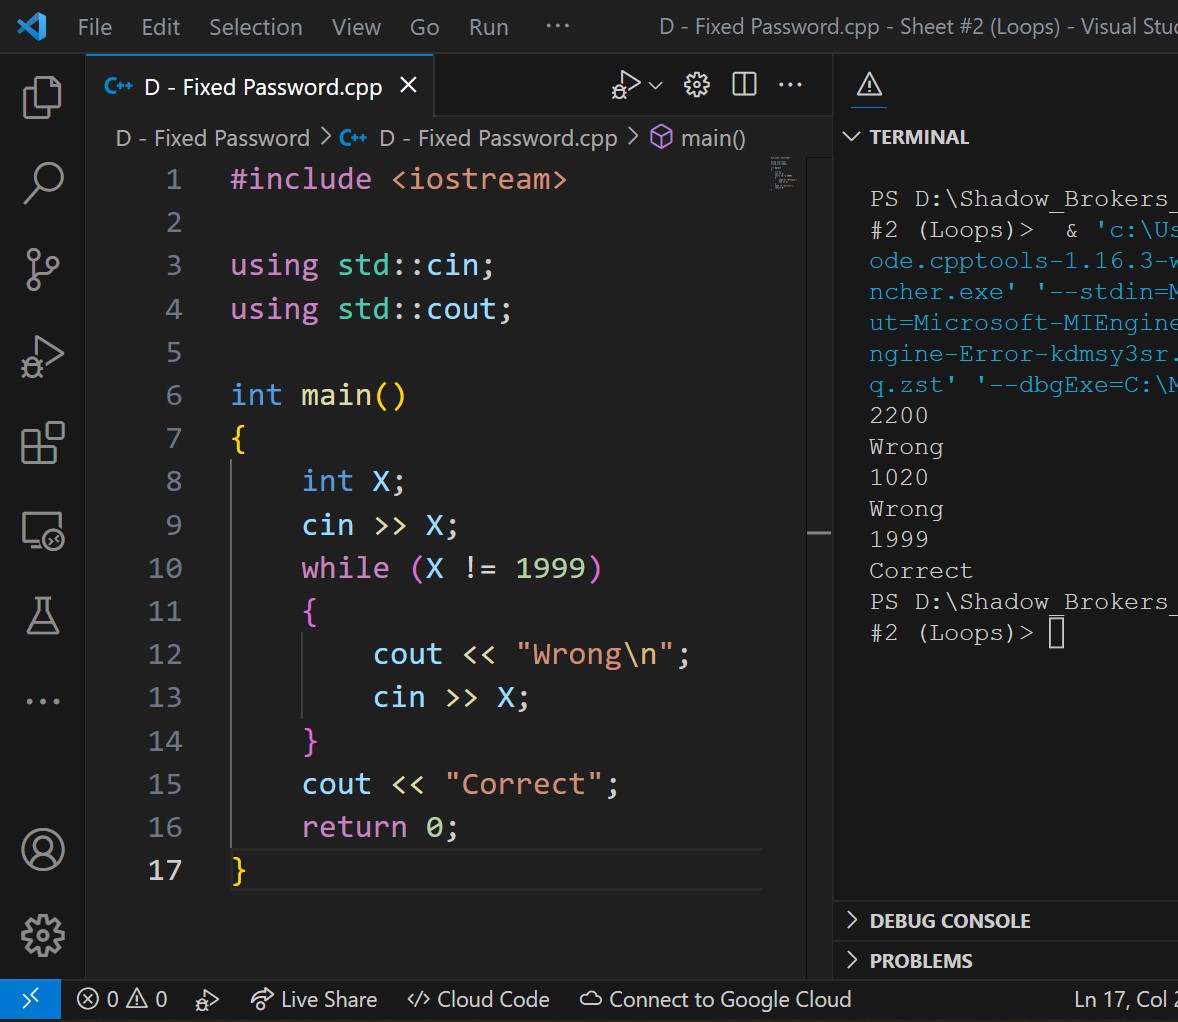 File Edit Selection View Go Run ... D - Fixed Password.cpp - Sheet #2 (Loops) - Visual Stu
C++ D - Fixed Password.cpp
D - Fixed Password > C++ D - Fixed Password.cpp > main()
1 #include <iostream>
2
3 using std::cin;
4 using std::cout;
5
6 int main()
7 {
8 int X;
9 cin >> X;
10 while (X != 1999)
11 {
12 cout << "Wrong\n";
13 cin >> X;
14 }
15 cout << "Correct";
16 return 0;
17 }
TERMINAL
PS D:\Shadow_Brokers_
#2 (Loops)> & 'c:\Us
ode.cpptools-1.16.3-w
ncher.exe' '--stdin=M
ut=Microsoft-MIEngine
ngine-Error-kdmsy3sr.
q.zst' '--dbgExe=C:\M
2200
Wrong
1020
Wrong
1999
Correct
PS D:\Shadow_Brokers_
#2 (Loops)>
DEBUG CONSOLE
PROBLEMS
0 0 Live Share Cloud Code Connect to Google Cloud Ln 17, Col 2